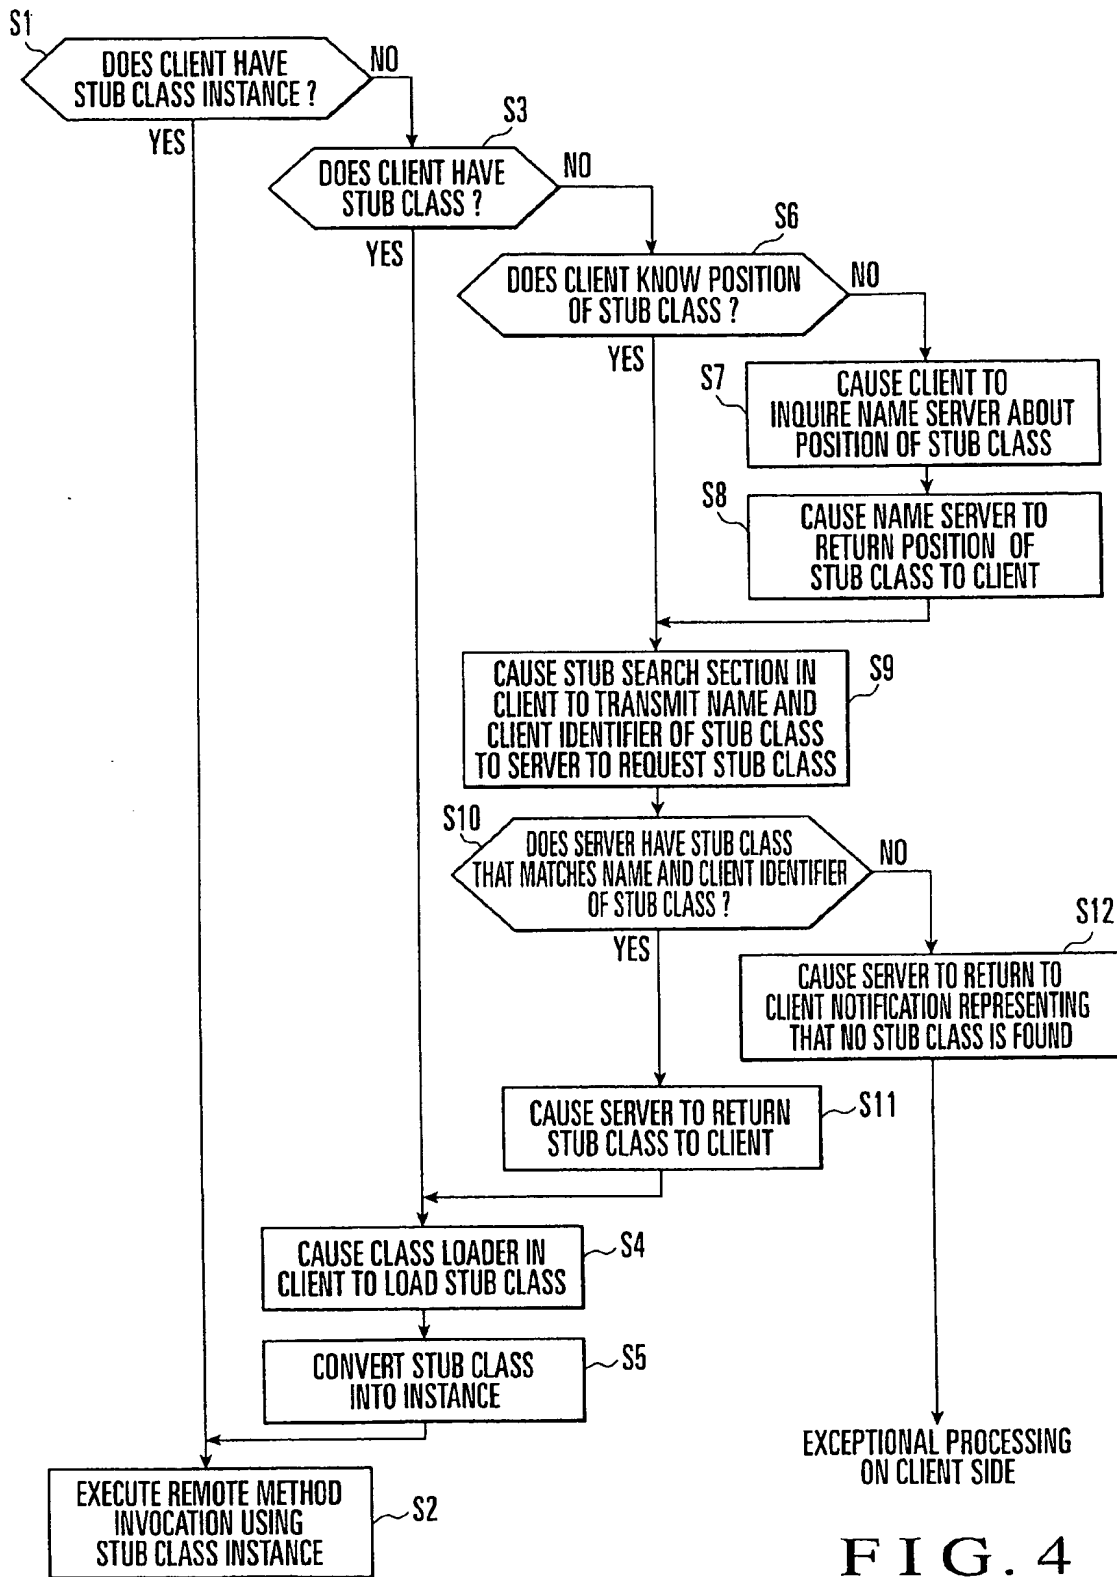 S1
DOES CLIENT HAVE
STUB CLASS INSTANCE ?
NO
YES
S3
DOES CLIENT HAVE
STUB CLASS ?
NO
YES
S6
DOES CLIENT KNOW POSITION
OF STUB CLASS ?
NO
YES
S7
CAUSE CLIENT TO
INQUIRE NAME SERVER ABOUT
POSITION OF STUB CLASS
S8
CAUSE NAME SERVER TO
RETURN POSITION OF
STUB CLASS TO CLIENT
CAUSE STUB SEARCH SECTION IN
CLIENT TO TRANSMIT NAME AND
CLIENT IDENTIFIER OF STUB CLASS
TO SERVER TO REQUEST STUB CLASS
S9
S10
DOES SERVER HAVE STUB CLASS
THAT MATCHES NAME AND CLIENT IDENTIFIER
OF STUB CLASS ?
NO
YES
S12
CAUSE SERVER TO RETURN TO
CLIENT NOTIFICATION REPRESENTING
THAT NO STUB CLASS IS FOUND
CAUSE SERVER TO RETURN
STUB CLASS TO CLIENT
S11
CAUSE CLASS LOADER IN
CLIENT TO LOAD STUB CLASS
S4
CONVERT STUB CLASS
INTO INSTANCE
S5
EXCEPTIONAL PROCESSING
ON CLIENT SIDE
EXECUTE REMOTE METHOD
INVOCATION USING
STUB CLASS INSTANCE
S2
FIG. 4